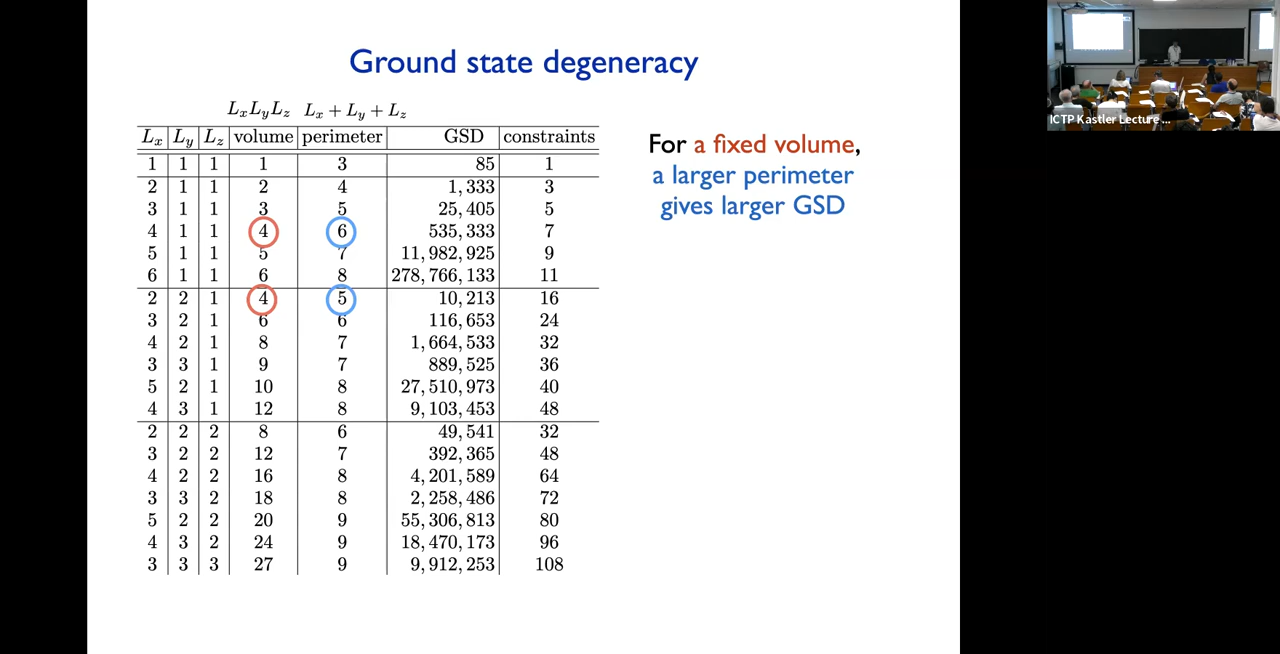 Ground state degeneracy
LxLyLz Lx + Ly + Lz
Lx Ly Lz volume perimeter GSD constraints
1 1 1 1 3 85 1
2 1 1 2 4 1,333 3
3 1 1 3 5 25,405 5
4 1 1 4 6 535,333 7
5 1 1 5 7 11,982,925 9
6 1 1 6 8 278,766,133 11
2 2 1 4 5 10,213 16
3 2 1 6 6 116,653 24
4 2 1 8 7 1,664,533 32
3 3 1 9 7 889,525 36
5 2 1 10 8 27,510,973 40
4 3 1 12 8 9,103,453 48
2 2 2 8 6 49,541 32
3 2 2 12 7 392,365 48
4 2 2 16 8 4,201,589 64
3 3 2 18 8 2,258,486 72
5 2 2 20 9 55,306,813 80
4 3 2 24 9 18,470,173 96
3 3 3 27 9 9,912,253 108
For a fixed volume,
a larger perimeter
gives larger GSD
ICTP Kastler Lecture ...